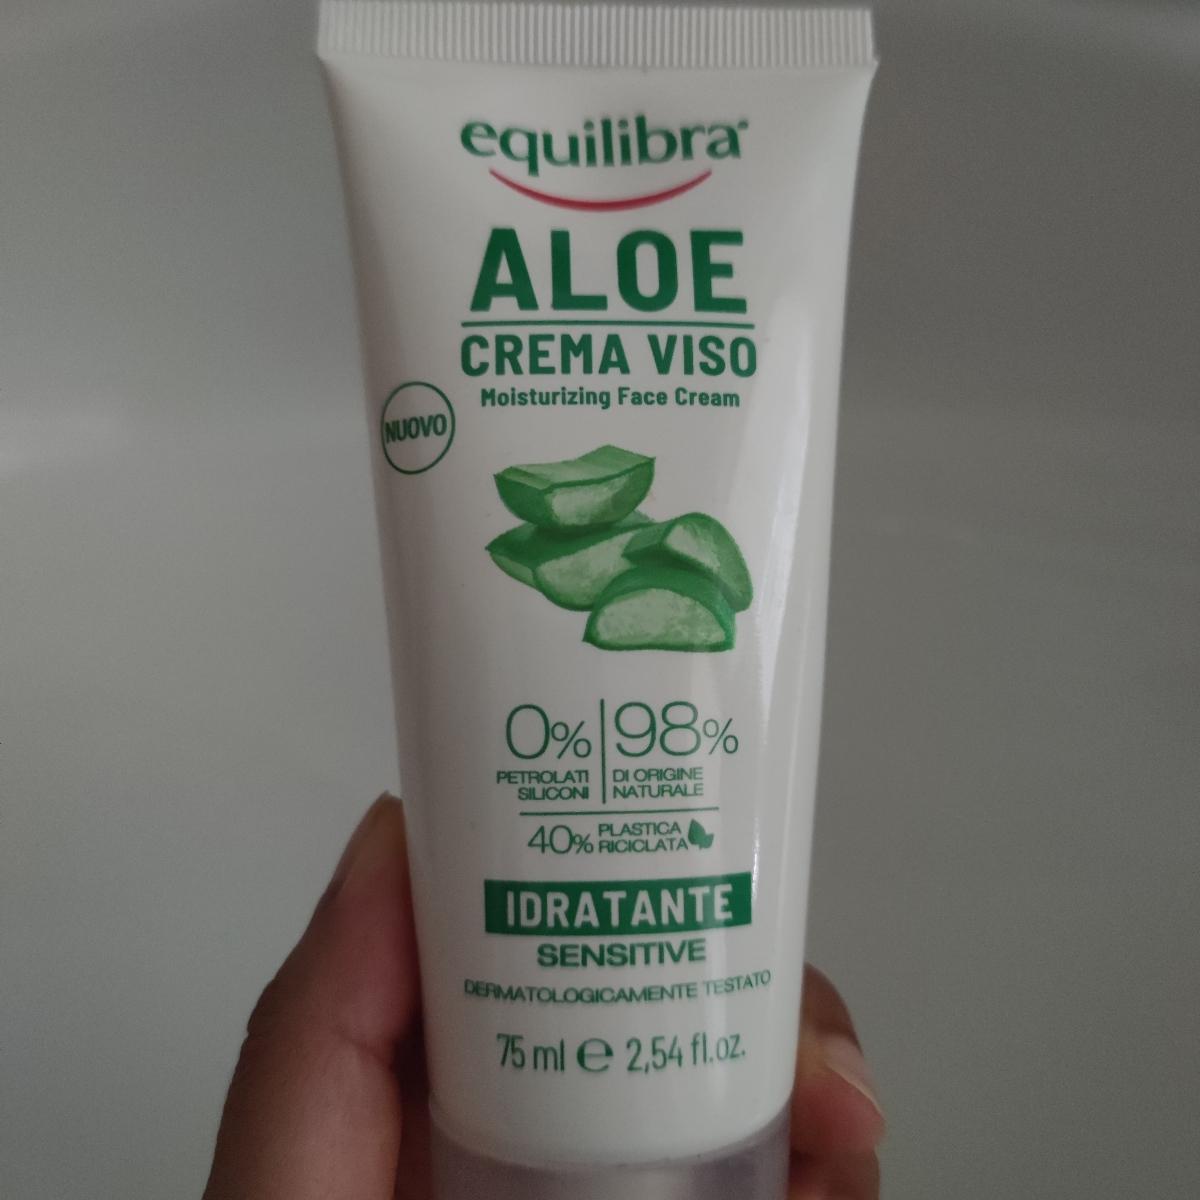 equilibra®
ALOE
CREMA VISO
Moisturizing Face Cream
NUOVO
0% PETROLATI SILICONI
98% DI ORIGINE NATURALE
40% PLASTICA RICICLATA
IDRATANTE
SENSITIVE
DERMATOLOGICAMENTE TESTATO
75 ml e 2,54 fl.oz.